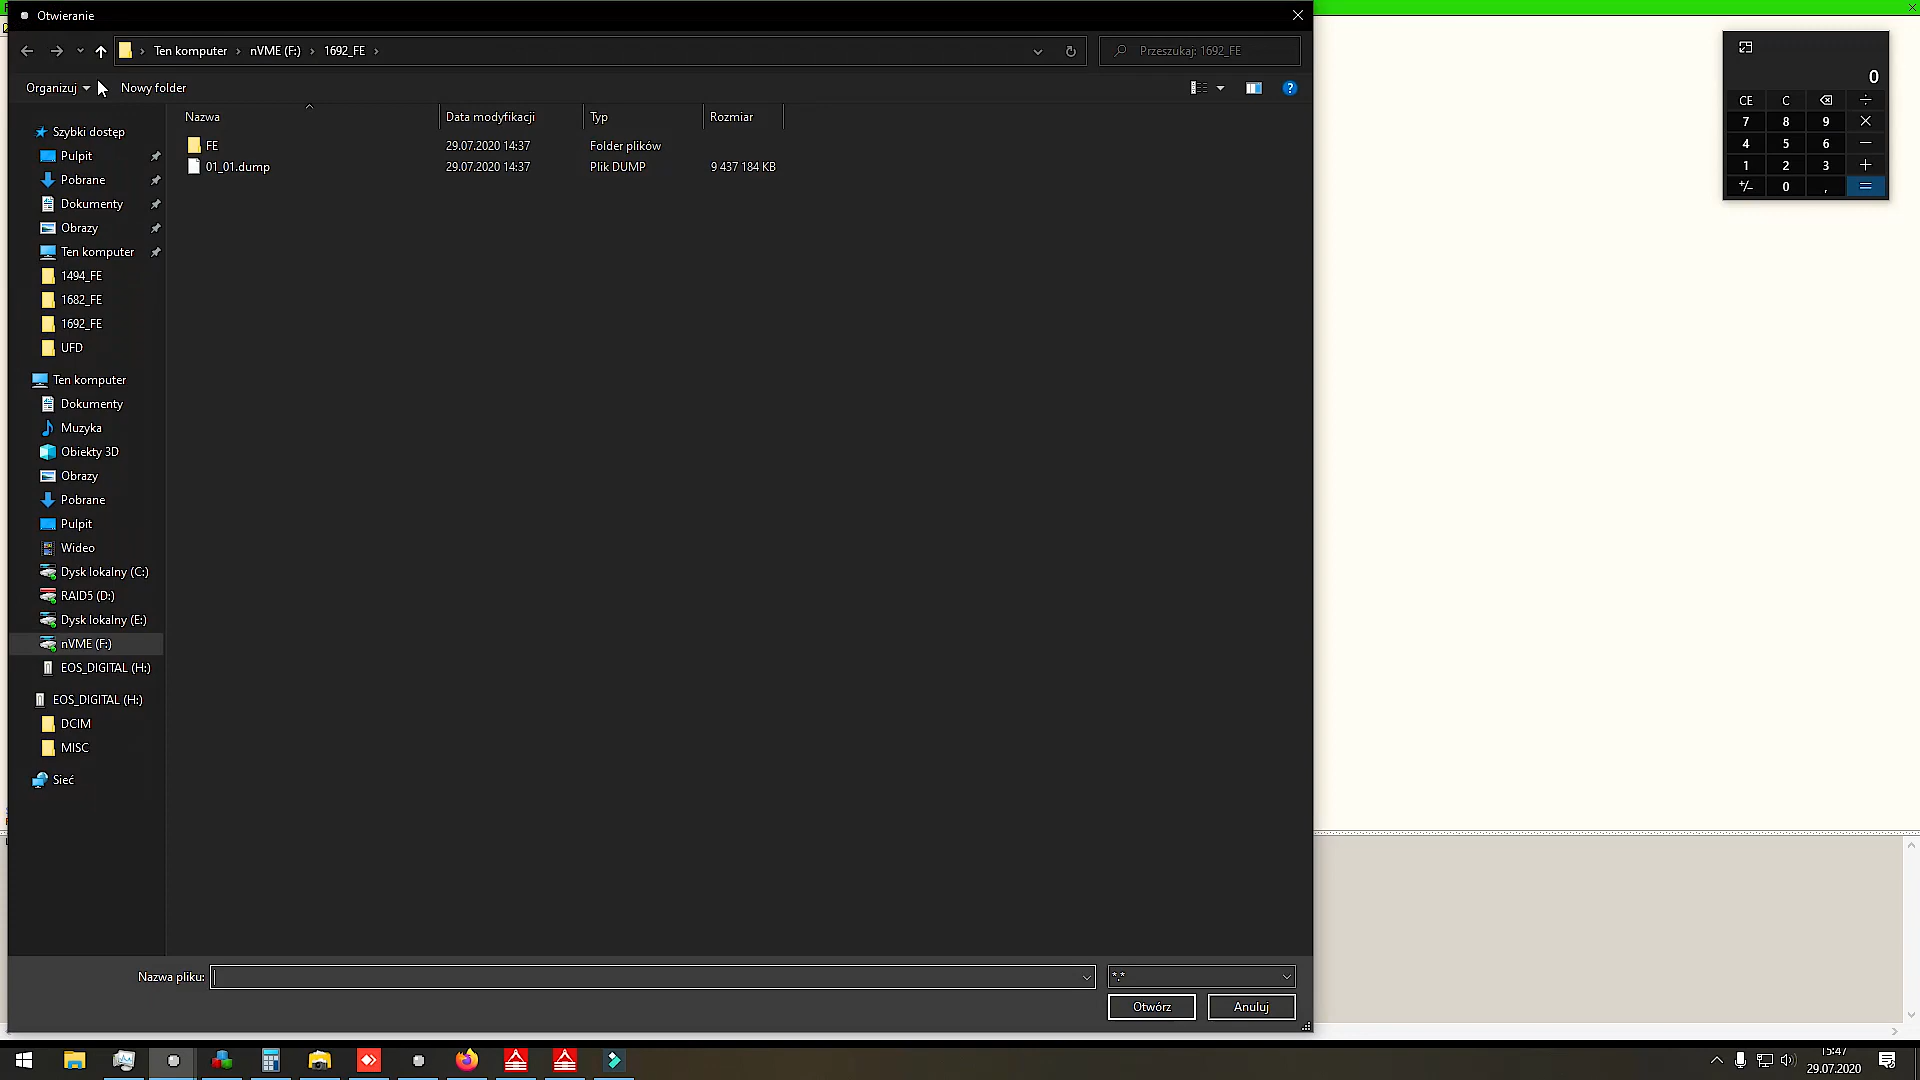 Otwieranie
Ten komputer
nVME (F:)
1692_FE
Przeszukaj: 1692_FE
Organizuj
Nowy folder
Nazwa
Data modyfikacji
Typ
Rozmiar
FE
29.07.2020 14:37
Folder plików
01_01.dump
29.07.2020 14:37
Plik DUMP
9 437 184 KB
Szybki dostęp
Pulpit
Pobrane
Dokumenty
Obrazy
Ten komputer
1494_FE
1682_FE
1692_FE
UFD
Ten komputer
Dokumenty
Muzyka
Obiekty 3D
Obrazy
Pobrane
Pulpit
Wideo
Dysk lokalny (C:)
RAID5 (D:)
Dysk lokalny (E:)
nVME (F:)
EOS_DIGITAL (H:)
EOS_DIGITAL (H:)
DCIM
MISC
Sieć
Nazwa pliku:
*.*
Otwórz
Anuluj
0
CE C ⌫ ÷
7 8 9 ×
4 5 6 −
1 2 3 +
+/− 0 , =
15:47
29.07.2020